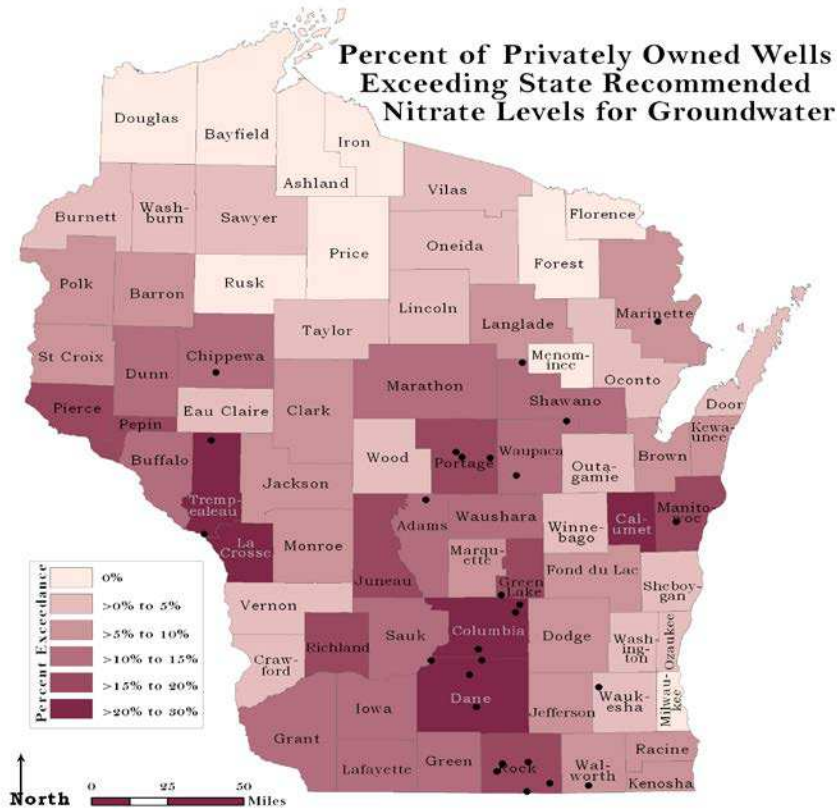 Percent of Privately Owned Wells
Exceeding State Recommended
Nitrate Levels for Groundwater
Douglas
Bayfield
Iron
Ashland
Vilas
Florence
Burnett
Wash-
burn
Sawyer
Price
Oneida
Forest
Polk
Barron
Rusk
Lincoln
Langlade
Marinette
Taylor
St Croix
Dunn
Chippewa
Marathon
Menom-
inee
Oconto
Shawano
Door
Pierce
Pepin
Eau Claire
Clark
Kewa-
unee
Buffalo
Wood
Portage
Waupaca
Outa-
gamie
Brown
Tremp-
ealeau
Jackson
Adams
Waushara
Winne-
bago
Cal-
umet
Manito-
woc
La
Crosse
Monroe
Juneau
Marqu-
ette
Green
Lake
Fond du Lac
Sheboy-
gan
Vernon
Richland
Sauk
Columbia
Dodge
Wash-
ing-
ton
Ozaukee
Craw-
ford
Dane
Jefferson
Wauk-
esha
Milwau-
kee
Iowa
Grant
Lafayette
Green
Rock
Wal-
worth
Racine
Kenosha
Percent Exceedance
0%
>0% to 5%
>5% to 10%
>10% to 15%
>15% to 20%
>20% to 30%
North
0 25 50
Miles